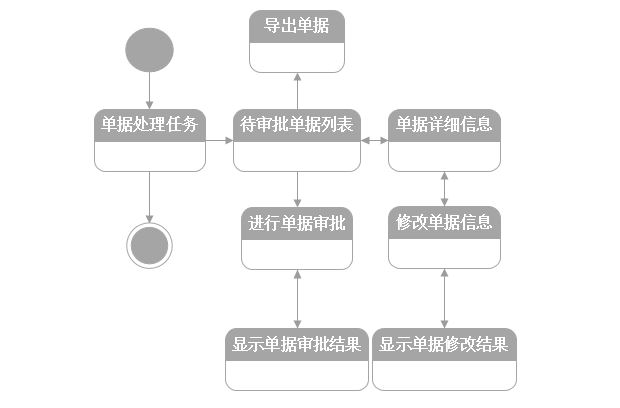 导出单据
单据处理任务
待审批单据列表
单据详细信息
进行单据审批
修改单据信息
显示单据审批结果
显示单据修改结果